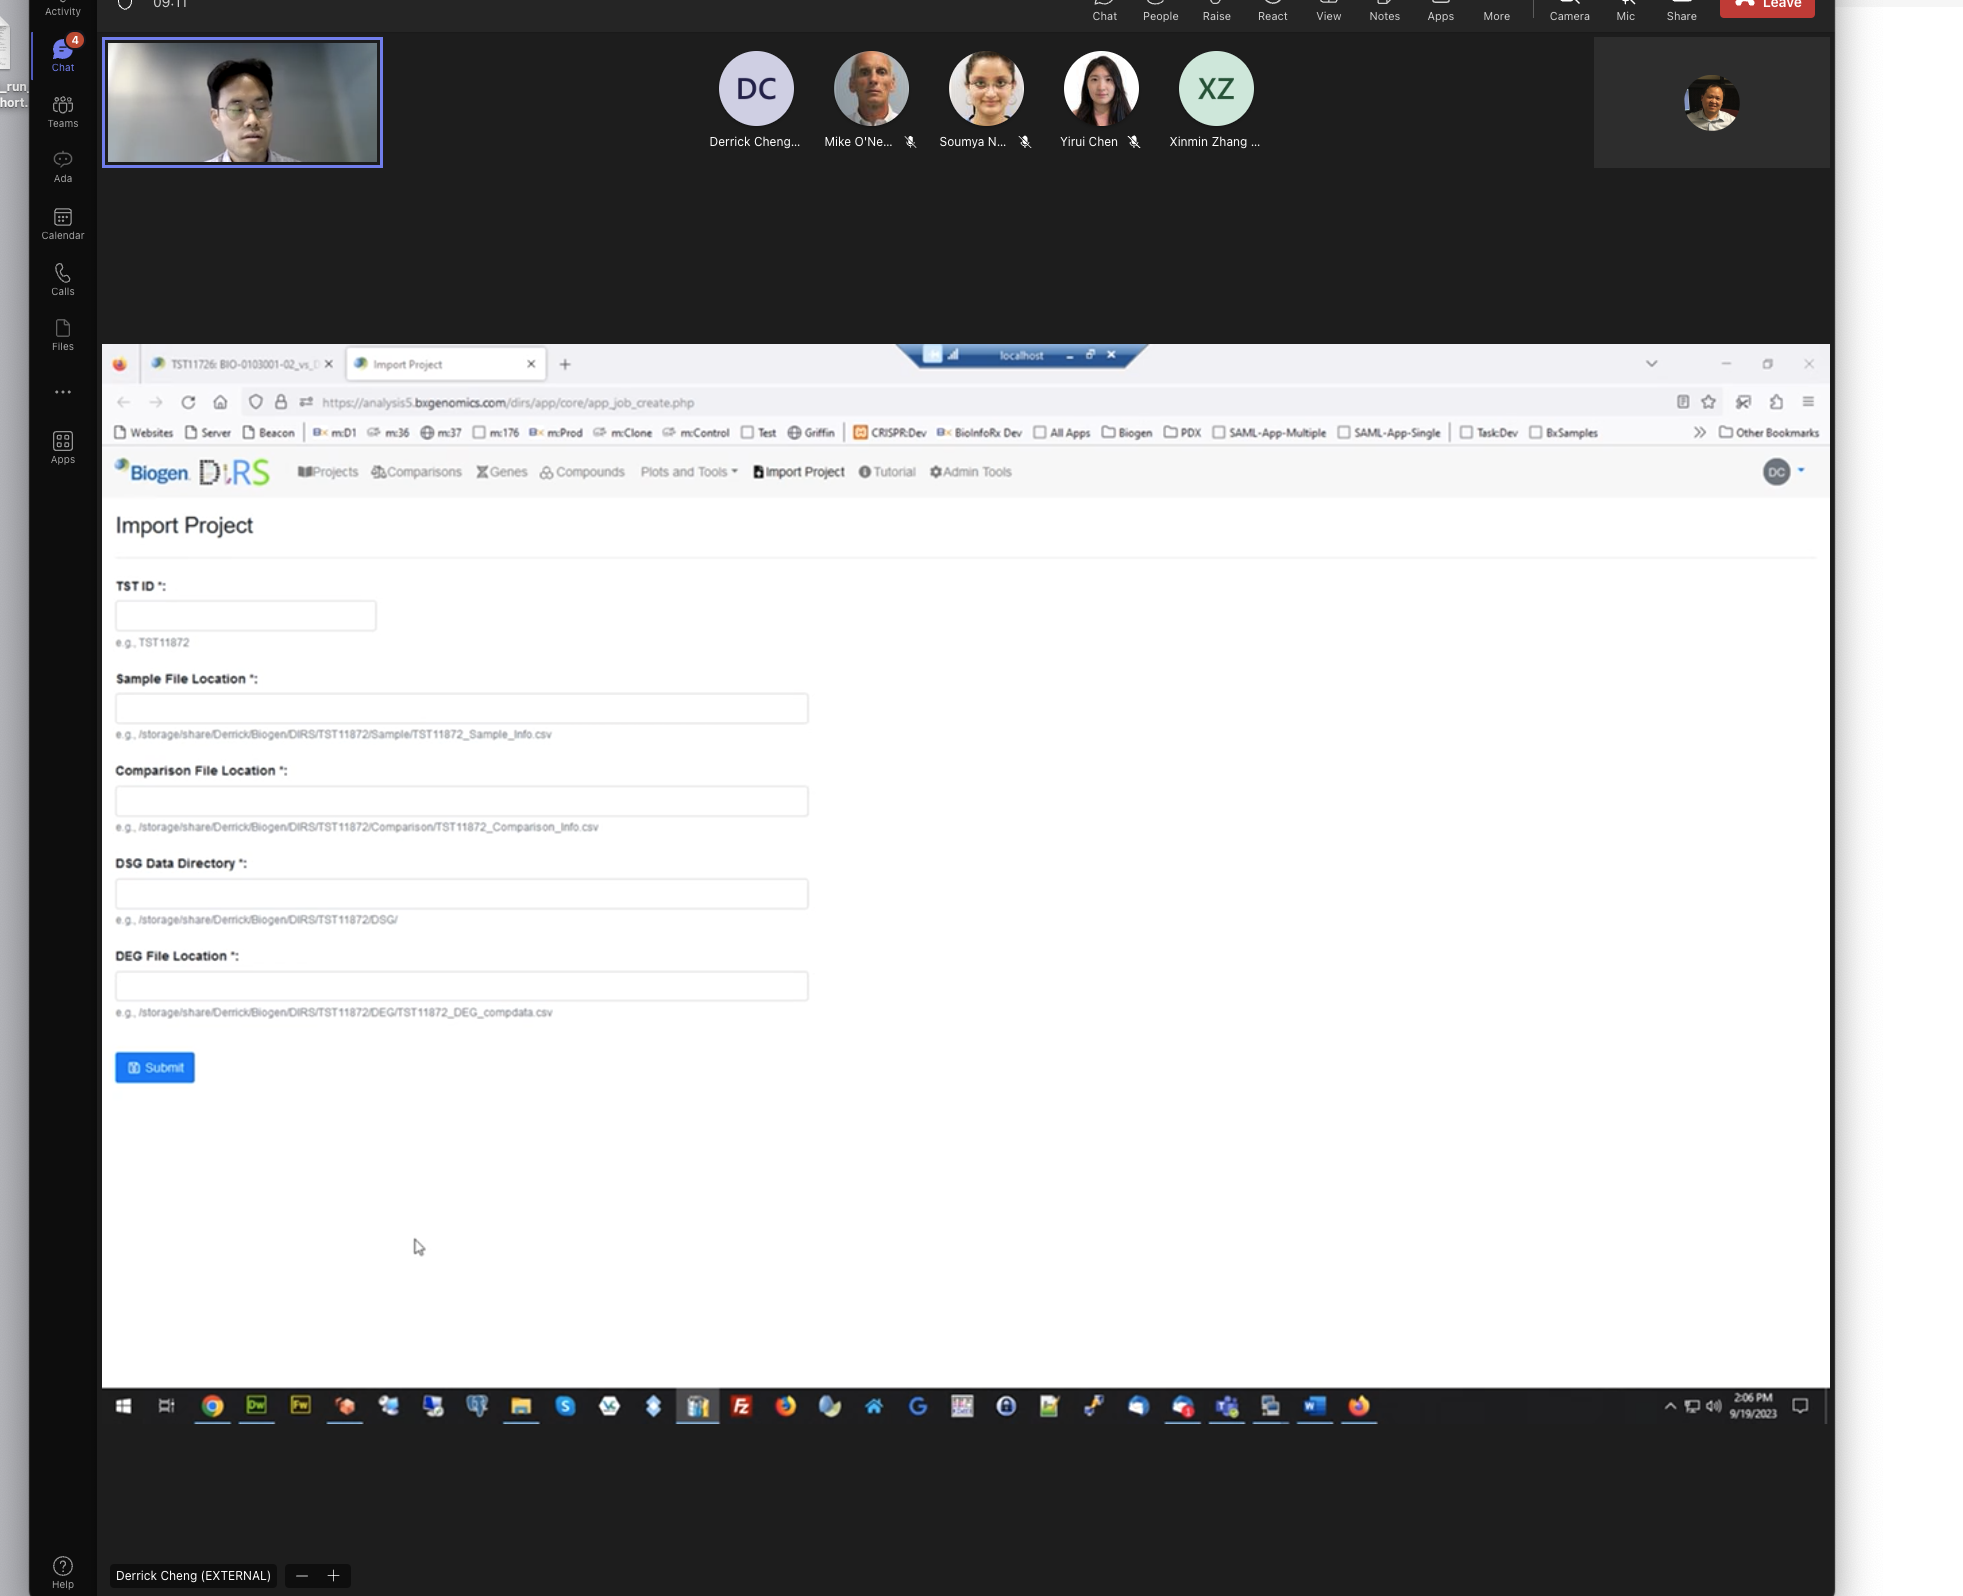 Activity
09:11
Chat
People
Raise
React
View
Notes
Apps
More
Camera
Mic
Share
Leave
4
Chat
_run_
hort.
Teams
Ada
Calendar
Calls
Files
Apps
Help
DC
XZ
Derrick Cheng...
Mike O'Ne...
Soumya N...
Yirui Chen
Xinmin Zhang ...
TST11726: BIO-0103001-02_vs_D
Import Project
localhost
https://analysis5.bxgenomics.com/dirs/app/core/app_job_create.php
Websites Server Beacon m:D1 m:36 m:37 m:176 m:Prod m:Clone m:Control Test Griffin CRISPR:Dev BioInfoRx Dev All Apps Biogen PDX SAML-App-Multiple SAML-App-Single Task:Dev BxSamples Other Bookmarks
Biogen DIRS Projects Comparisons Genes Compounds Plots and Tools Import Project Tutorial Admin Tools DC
Import Project
TST ID *:
e.g., TST11872
Sample File Location *:
e.g., /storage/share/Derrick/Biogen/DIRS/TST11872/Sample/TST11872_Sample_Info.csv
Comparison File Location *:
e.g., /storage/share/Derrick/Biogen/DIRS/TST11872/Comparison/TST11872_Comparison_Info.csv
DSG Data Directory *:
e.g., /storage/share/Derrick/Biogen/DIRS/TST11872/DSG/
DEG File Location *:
e.g., /storage/share/Derrick/Biogen/DIRS/TST11872/DEG/TST11872_DEG_compdata.csv
Submit
Dw
Fw
2:06 PM
9/19/2023
Derrick Cheng (EXTERNAL)